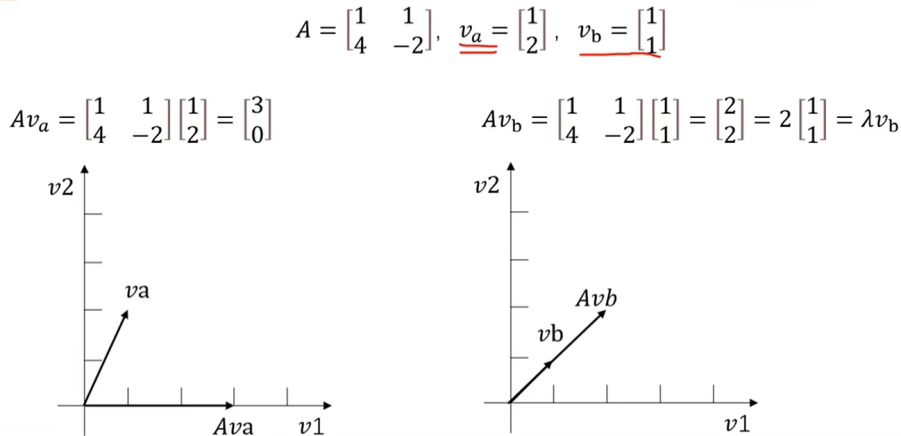 A = [1 1; 4 −2], v_a = [1; 2], v_b = [1; 1]
Av_a = [1 1; 4 −2][1; 2] = [3; 0]
Av_b = [1 1; 4 −2][1; 1] = [2; 2] = 2[1; 1] = λv_b
v2
va
Ava
v1
v2
Avb
vb
v1